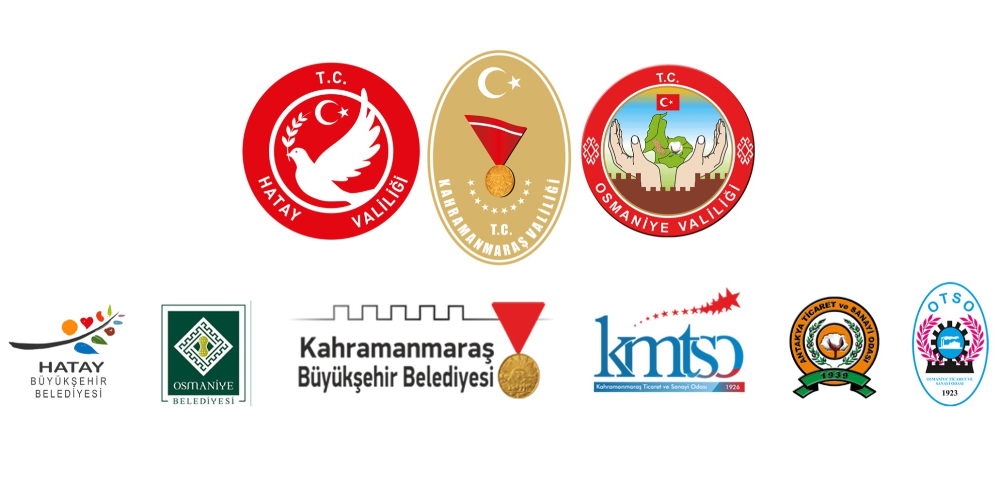 T.C.
HATAY VALİLİĞİ
T.C.
KAHRAMANMARAŞ VALİLİĞİ
T.C.
OSMANİYE VALİLİĞİ
HATAY
BÜYÜKŞEHİR
BELEDİYESİ
OSMANİYE
BELEDİYESİ
Kahramanmaraş
Büyükşehir Belediyesi
kmtso
Kahramanmaraş Ticaret ve Sanayi Odası 1926
ANTAKYA TİCARET ve SANAYİ ODASI
1939
OTSO
OSMANİYE TİCARET VE
SANAYİ ODASI
1923